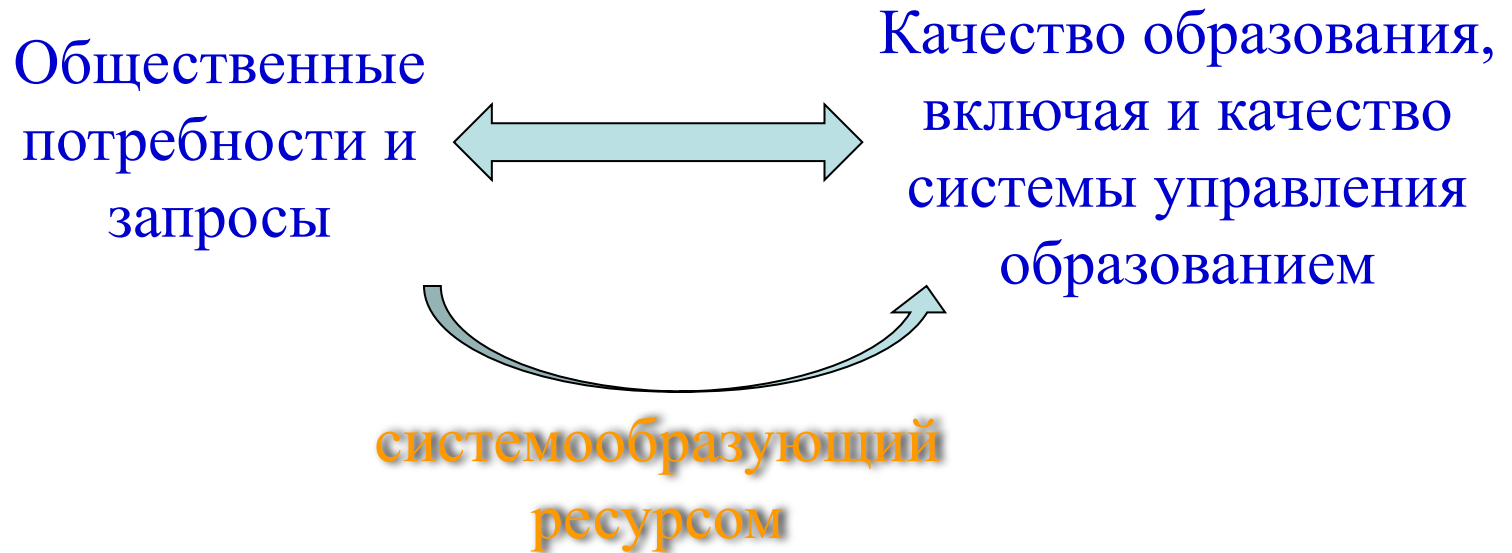 Общественные
потребности и
запросы
Качество образования,
включая и качество
системы управления
образованием
системообразующий
ресурсом